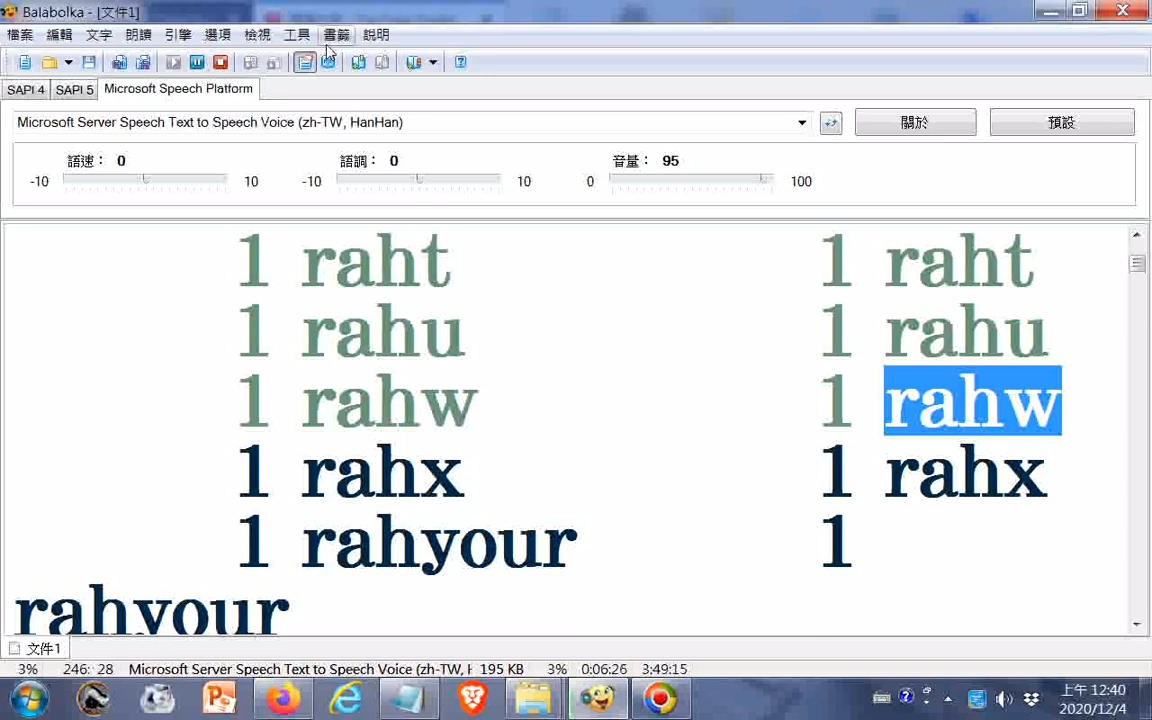 Balabolka - [文件1]
檔案 編輯 文字 朗讀 引擎 選項 檢視 工具 書籤 說明
SAPI 4 SAPI 5 Microsoft Speech Platform
Microsoft Server Speech Text to Speech Voice (zh-TW, HanHan) 關於 預設
語速： 0 語調： 0 音量： 95
-10 10 -10 10 0 100
1 raht 1 raht
1 rahu 1 rahu
1 rahw 1 rahw
1 rahx 1 rahx
1 rahyour 1
rahyour
文件1
3% 246: 28 Microsoft Server Speech Text to Speech Voice (zh-TW, H 195 KB 3% 0:06:26 3:49:15
上午 12:40
2020/12/4